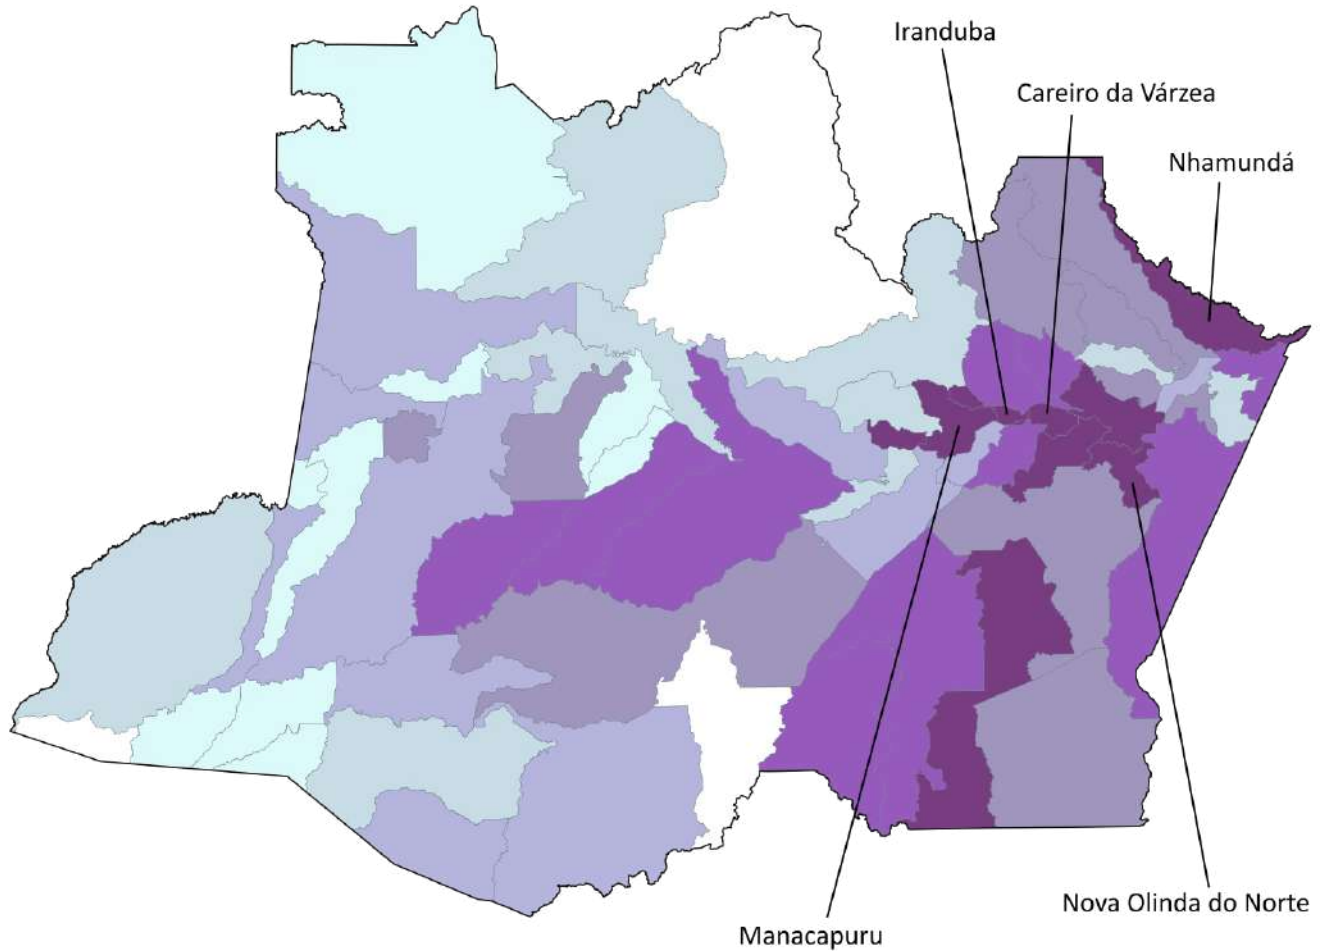 Iranduba
Careiro da Várzea
Nhamundá
Nova Olinda do Norte
Manacapuru